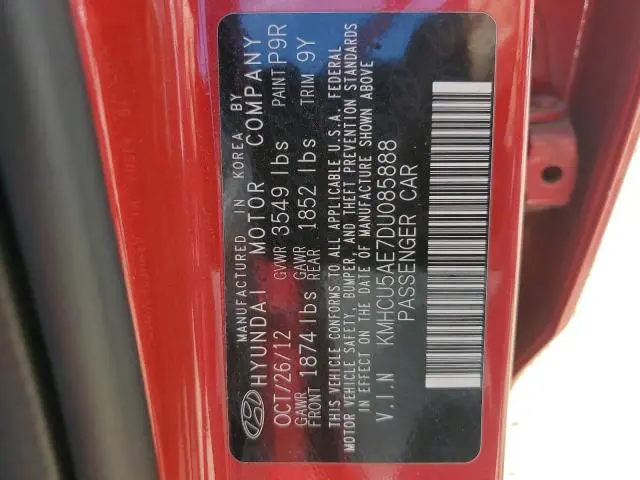 MANUFACTURED IN KOREA BY
HYUNDAI MOTOR COMPANY
OCT/26/12 GVWR 3549 lbs PAINT P9R
GAWR FRONT 1874 lbs GAWR REAR 1852 lbs TRIM 9Y
THIS VEHICLE CONFORMS TO ALL APPLICABLE U.S.A. FEDERAL
MOTOR VEHICLE SAFETY, BUMPER, AND THEFT PREVENTION STANDARDS
IN EFFECT ON THE DATE OF MANUFACTURE SHOWN ABOVE
V.I.N KMHCU5AE7DU085888
PASSENGER CAR